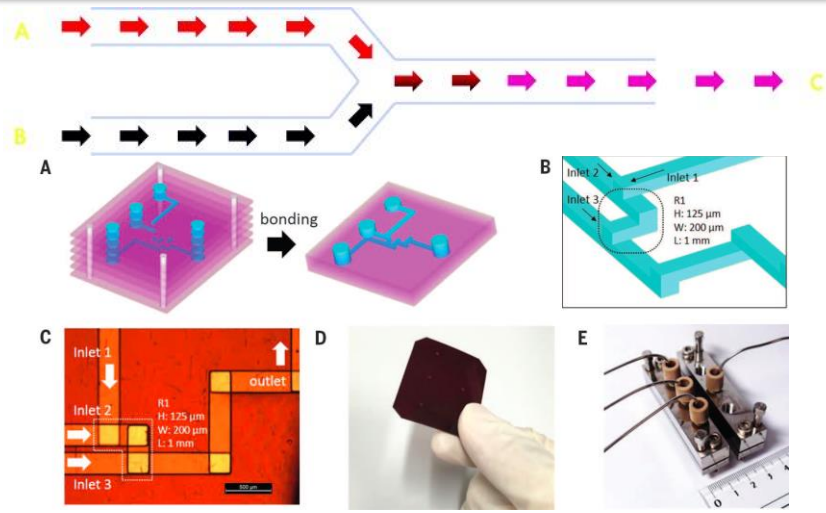 A
C
B
A
bonding
B
Inlet 2
Inlet 1
Inlet 3
R1
H: 125 µm
W: 200 µm
L: 1 mm
C
Inlet 1
outlet
Inlet 2
R1
H: 125 µm
W: 200 µm
L: 1 mm
Inlet 3
800 µm
D
E
0 1 2 3 4